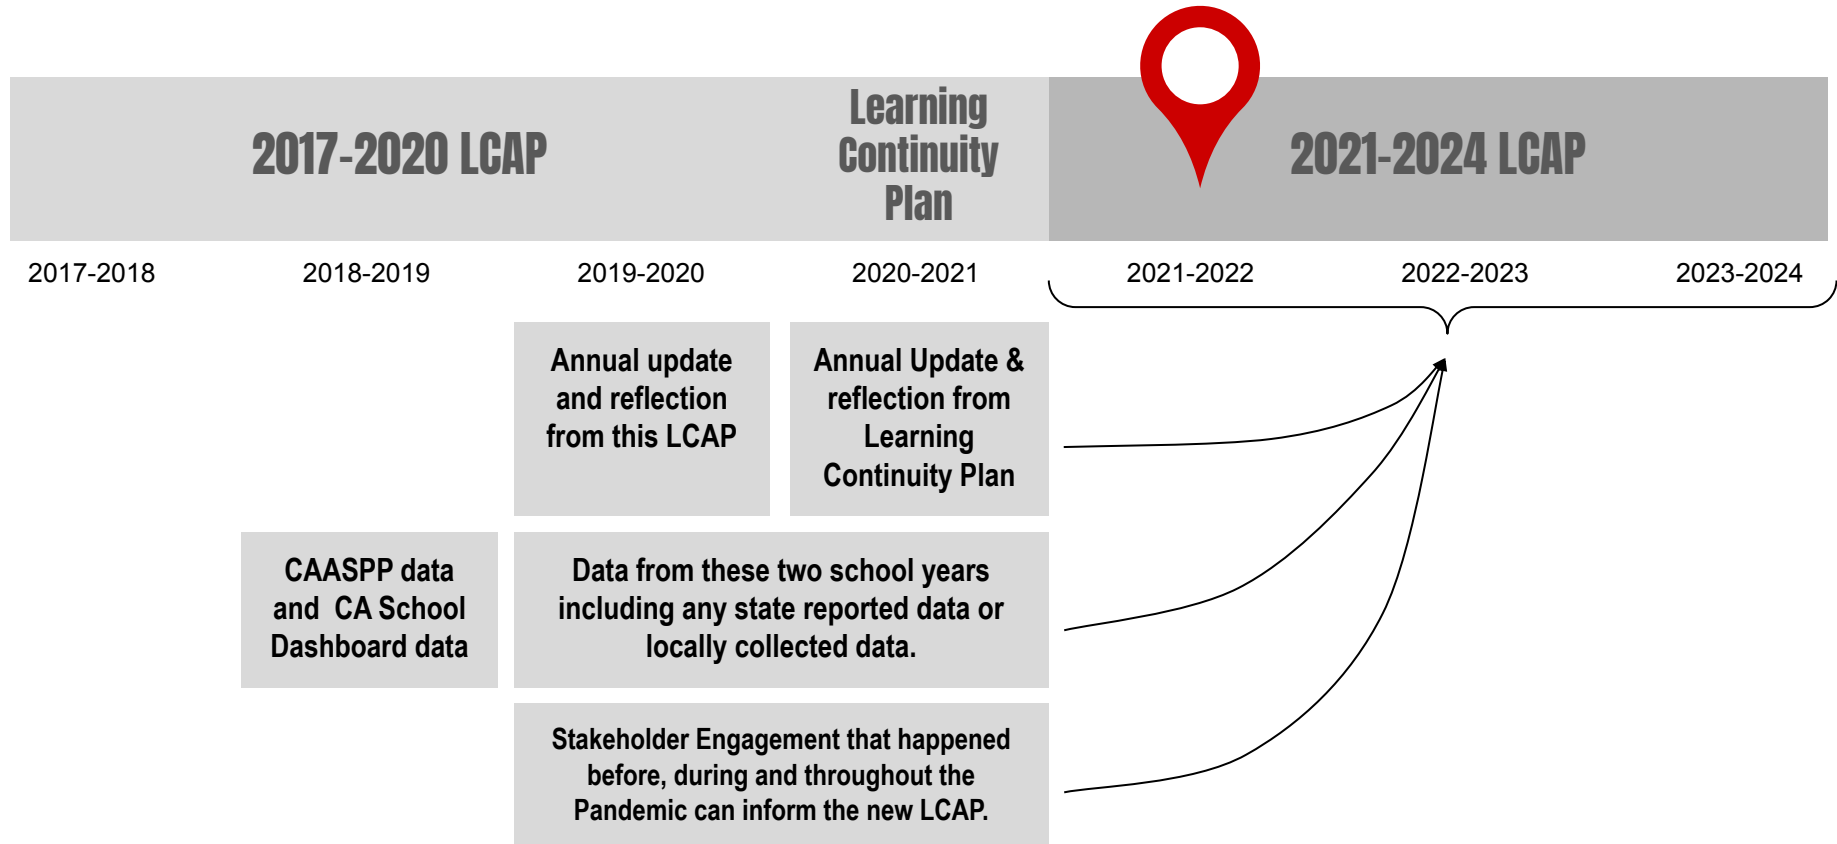 2017-2020 LCAP
Learning
Continuity
Plan
2021-2024 LCAP
2017-2018
2018-2019
2019-2020
2020-2021
2021-2022
2022-2023
2023-2024
Annual update
and reflection
from this LCAP
Annual Update &
reflection from
Learning
Continuity Plan
CAASPP data
and CA School
Dashboard data
Data from these two school years
including any state reported data or
locally collected data.
Stakeholder Engagement that happened
before, during and throughout the
Pandemic can inform the new LCAP.